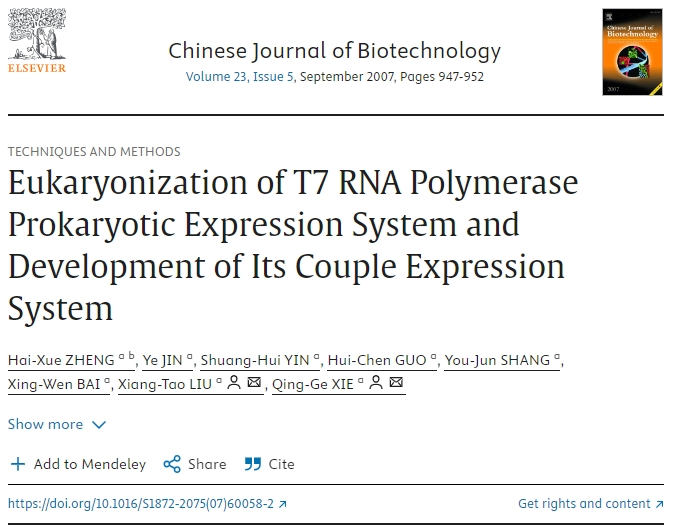 Chinese Journal of Biotechnology
Volume 23, Issue 5, September 2007, Pages 947-952
ELSEVIER
Chinese Journal of
Biotechnology
2007
TECHNIQUES AND METHODS
Eukaryonization of T7 RNA Polymerase
Prokaryotic Expression System and
Development of Its Couple Expression
System
Hai-Xue ZHENG a b, Ye JIN a, Shuang-Hui YIN a, Hui-Chen GUO a, You-Jun SHANG a,
Xing-Wen BAI a, Xiang-Tao LIU a, Qing-Ge XIE a
Show more
Add to Mendeley Share Cite
https://doi.org/10.1016/S1872-2075(07)60058-2 Get rights and content